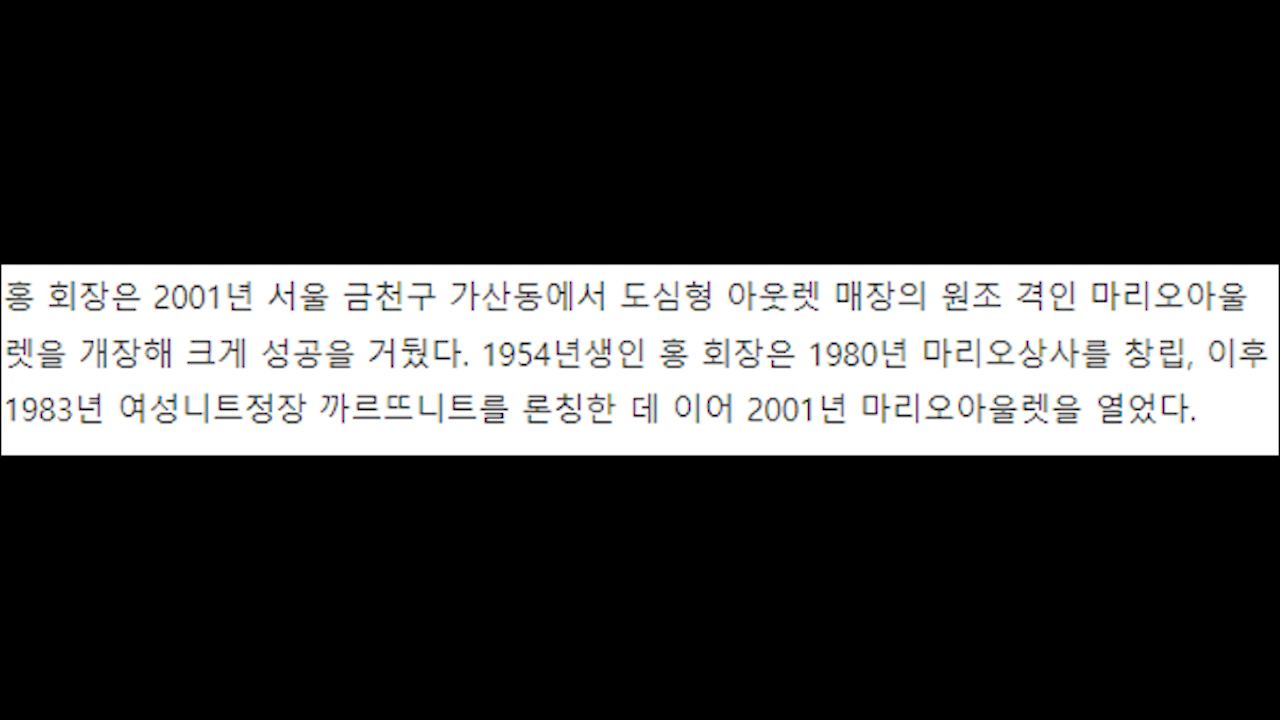 홍 회장은 2001년 서울 금천구 가산동에서 도심형 아웃렛 매장의 원조 격인 마리오아울
렛을 개장해 크게 성공을 거뒀다. 1954년생인 홍 회장은 1980년 마리오상사를 창립, 이후
1983년 여성니트정장 까르뜨니트를 론칭한 데 이어 2001년 마리오아울렛을 열었다.